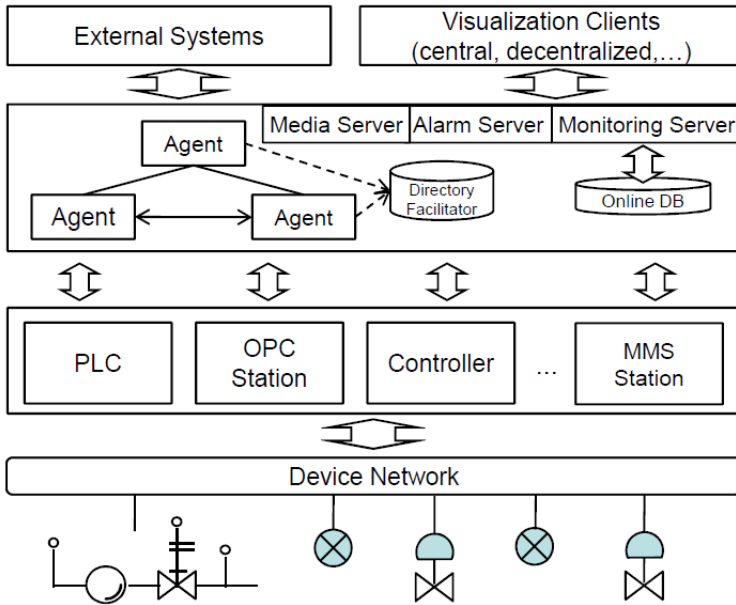 External Systems
Visualization Clients
(central, decentralized,…)
Media Server
Alarm Server
Monitoring Server
Agent
Directory
Facilitator
Online DB
Agent
Agent
PLC
OPC
Station
Controller
...
MMS
Station
Device Network